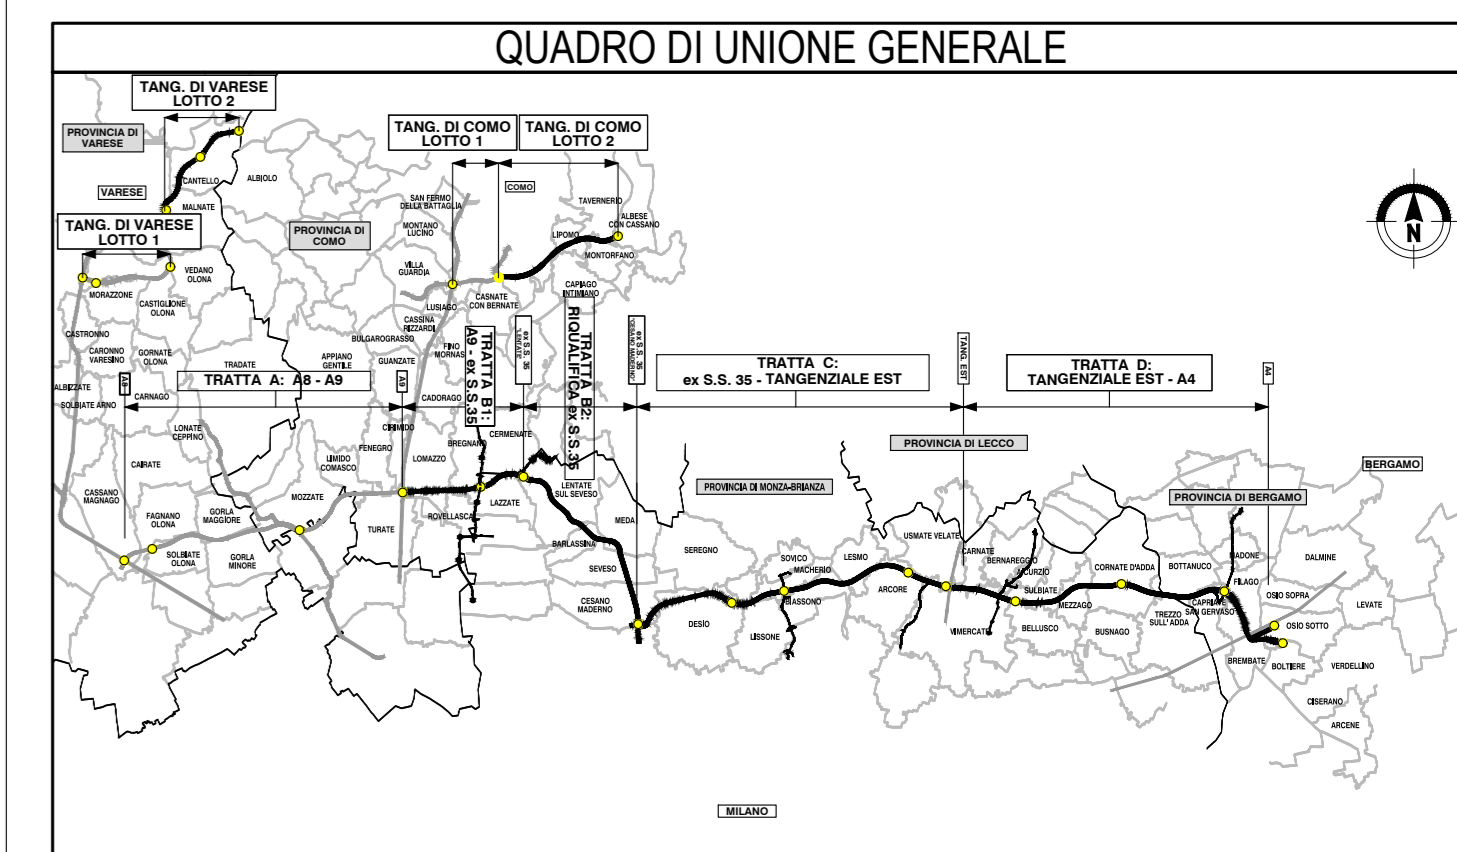 QUADRO DI UNIONE GENERALE
TANG. DI VARESE
LOTTO 2
PROVINCIA DI
VARESE
VARESE
CANTELLO
ALBIOLO
MALNATE
TANG. DI VARESE
LOTTO 1
PROVINCIA DI
COMO
TANG. DI COMO
LOTTO 1
TANG. DI COMO
LOTTO 2
COMO
SAN FERMO
DELLA BATTAGLIA
TAVERNERIO
ALBESE
CON CASSANO
MONTANO
LUCINO
LIPOMO
MONTORFANO
VILLA
GUARDIA
N
VEDANO
OLONA
MORAZZONE
CASTIGLIONE
OLONA
LUSIAGO
CASNATE
CON BERNATE
CAPIAGO
INTIMIANO
CASSINA
RIZZARDI
CASTRONNO
BULGAROGRASSO
FINO
MORNAS
CARONNO
VARESINO
GORNATE
OLONA
TRADATE
APPIANO
GENTILE
GUANZATE
ALBIZZATE
SOLBIATE ARNO
CARNAGO
CADORAGO
A8
TRATTA A: A8 - A9
A9
TRATTA B1:
A9 - ex S.S.35
ex S.S. 35
"LENTATE"
TRATTA B2:
RIQUALIFICA ex S.S.35
ex S.S. 35
"CESANO MADERNO"
TRATTA C:
ex S.S. 35 - TANGENZIALE EST
TANG. EST
TRATTA D:
TANGENZIALE EST - A4
A4
LONATE
CEPPINO
CIRIMIDO
FENEGRO
LOMAZZO
BREGNANO
CERMENATE
CAIRATE
LIMIDO
COMASCO
CASSANO
MAGNAGO
MOZZATE
LENTATE
SUL SEVESO
PROVINCIA DI LECCO
PROVINCIA DI MONZA-BRIANZA
BERGAMO
PROVINCIA DI BERGAMO
FAGNANO
OLONA
GORLA
MAGGIORE
TURATE
ROVELLASCA
LAZZATE
MEDA
SOLBIATE
OLONA
GORLA
MINORE
BARLASSINA
SEVESO
CESANO
MADERNO
SEREGNO
SOVICO
MACHERIO
LESMO
USMATE VELATE
CARNATE
BERNAREGGIO
CORNATE D'ADDA
BOTTANUCO
MADONE
DALMINE
FILAGO
ARCORE
BIASSONO
SULBIATE
MEZZAGO
CAPRIATE
SAN GERVASO
OSIO SOPRA
LEVATE
DESIO
LISSONE
VIMERCATE
BELLUSCO
BUSNAGO
TREZZO
SULL' ADDA
OSIO SOTTO
BREMBATE
BOLTIERE
VERDELLINO
CISERANO
ARCENE
MILANO